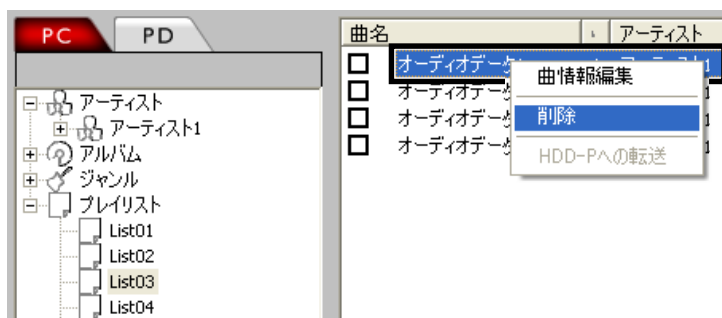 PC PD
曲名 アーティスト
アーティスト
アーティスト1
アルバム
ジャンル
プレイリスト
List01
List02
List03
List04
オーディオデータ
オーディオデータ
オーディオデータ
オーディオデータ
曲情報編集
削除
HDD-Pへの転送